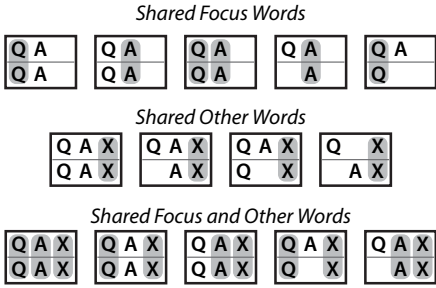 Shared Focus Words
Q A Q A Q A Q A Q A
Q A Q A Q A A Q
Shared Other Words
Q A X Q A X Q A X Q X
Q A X A X Q X A X
Shared Focus and Other Words
Q A X Q A X Q A X Q A X Q A X
Q A X Q A X Q A X Q X A X